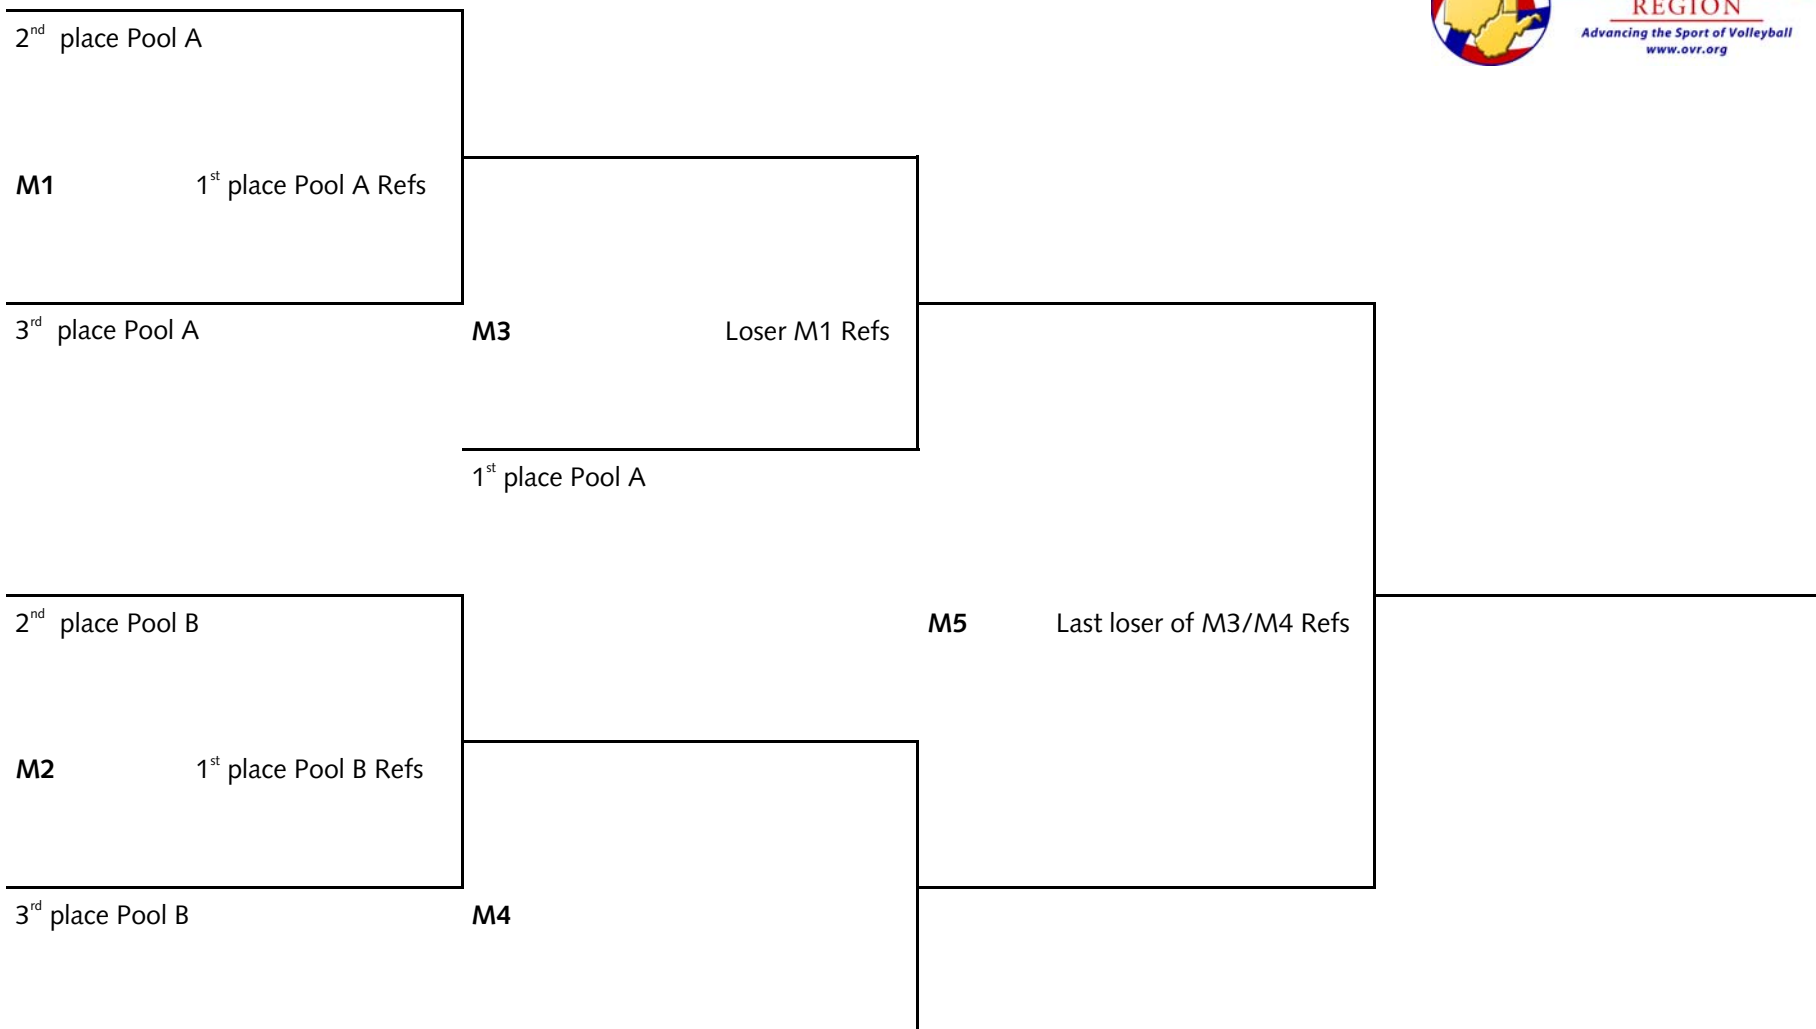 REGION
Advancing the Sport of Volleyball
www.ovr.org
2nd place Pool A
M1 1st place Pool A Refs
3rd place Pool A
M3 Loser M1 Refs
1st place Pool A
2nd place Pool B
M5 Last loser of M3/M4 Refs
M2 1st place Pool B Refs
3rd place Pool B
M4